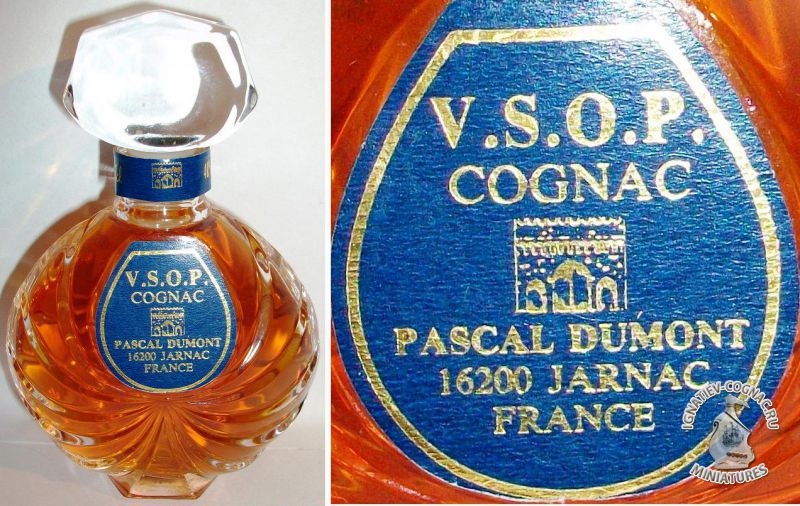 V.S.O.P.
COGNAC
PASCAL DUMONT
16200 JARNAC
FRANCE
V.S.O.P.
COGNAC
PASCAL DUMONT
16200 JARNAC
FRANCE
IGNATIEV-COGNAC.RU
MINIATURES